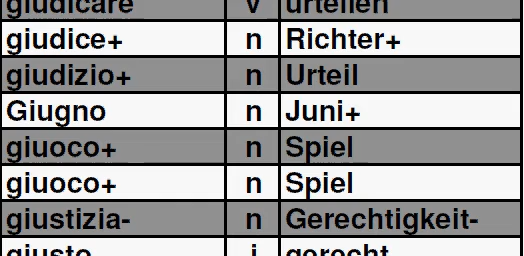 giudicare v urteilen
giudice+ n Richter+
giudizio+ n Urteil
Giugno n Juni+
giuoco+ n Spiel
giuoco+ n Spiel
giustizia- n Gerechtigkeit-
giusto j gerecht